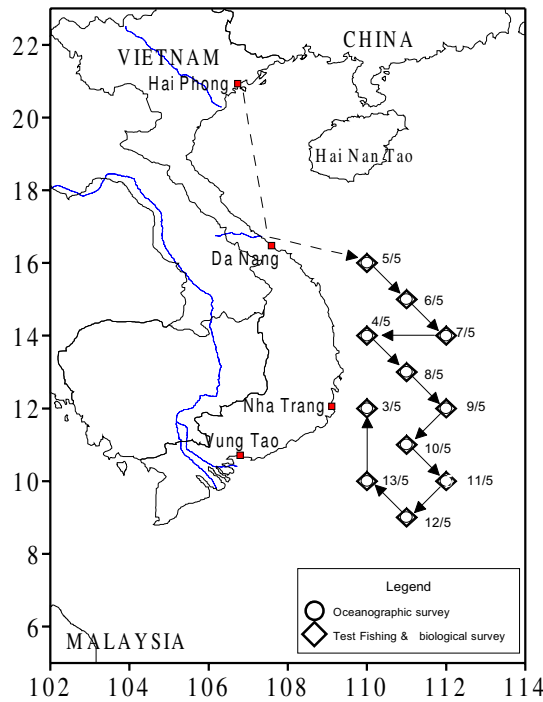 22
20
18
16
14
12
10
8
6
CHINA
VIETNAM
Hai Phong
Hai Nan Tao
Da Nang
5/5
6/5
4/5
7/5
8/5
Nha Trang
3/5
9/5
Vung Tao
10/5
13/5
11/5
12/5
MALAYSIA
Legend
Oceanographic survey
Test Fishing & biological survey
102
104
106
108
110
112
114